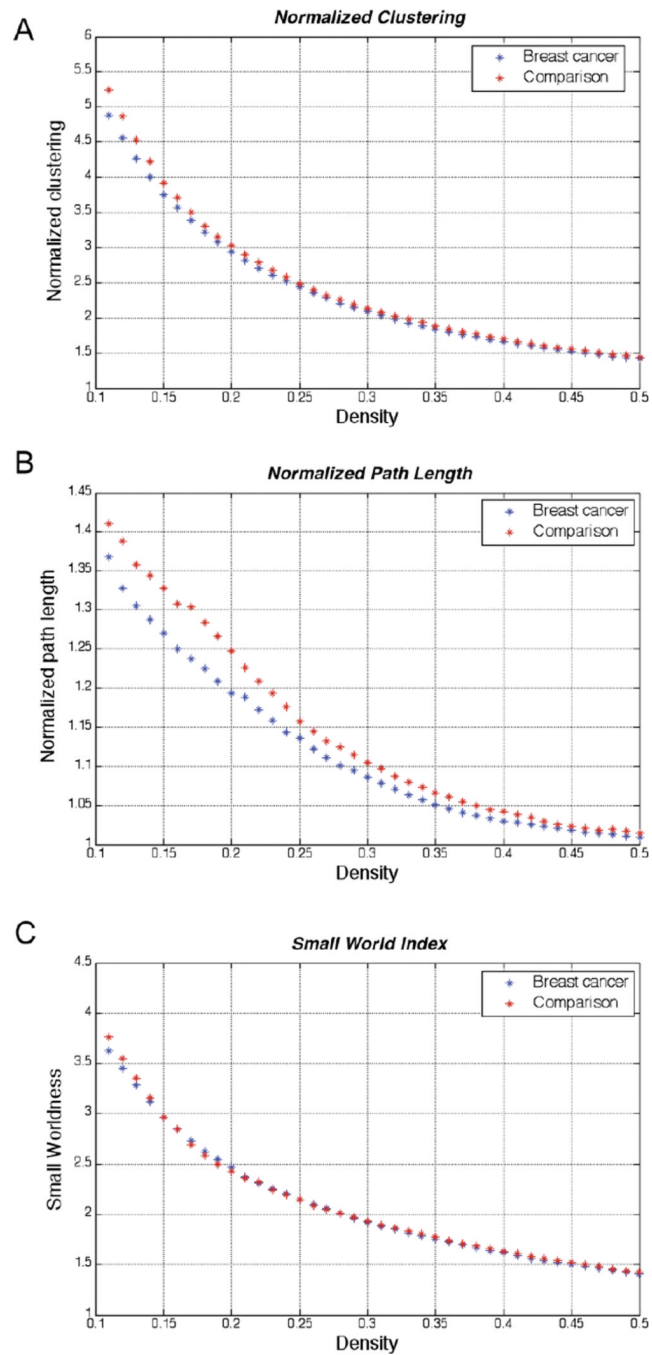 A
Normalized Clustering
Breast cancer
Comparison
Normalized clustering
6
5.5
5
4.5
4
3.5
3
2.5
2
1.5
1
0.1 0.15 0.2 0.25 0.3 0.35 0.4 0.45 0.5
Density
B
Normalized Path Length
Breast cancer
Comparison
Normalized path length
1.45
1.4
1.35
1.3
1.25
1.2
1.15
1.1
1.05
1
0.1 0.15 0.2 0.25 0.3 0.35 0.4 0.45 0.5
Density
C
Small World Index
Breast cancer
Comparison
Small Worldness
4.5
4
3.5
3
2.5
2
1.5
1
0.1 0.15 0.2 0.25 0.3 0.35 0.4 0.45 0.5
Density